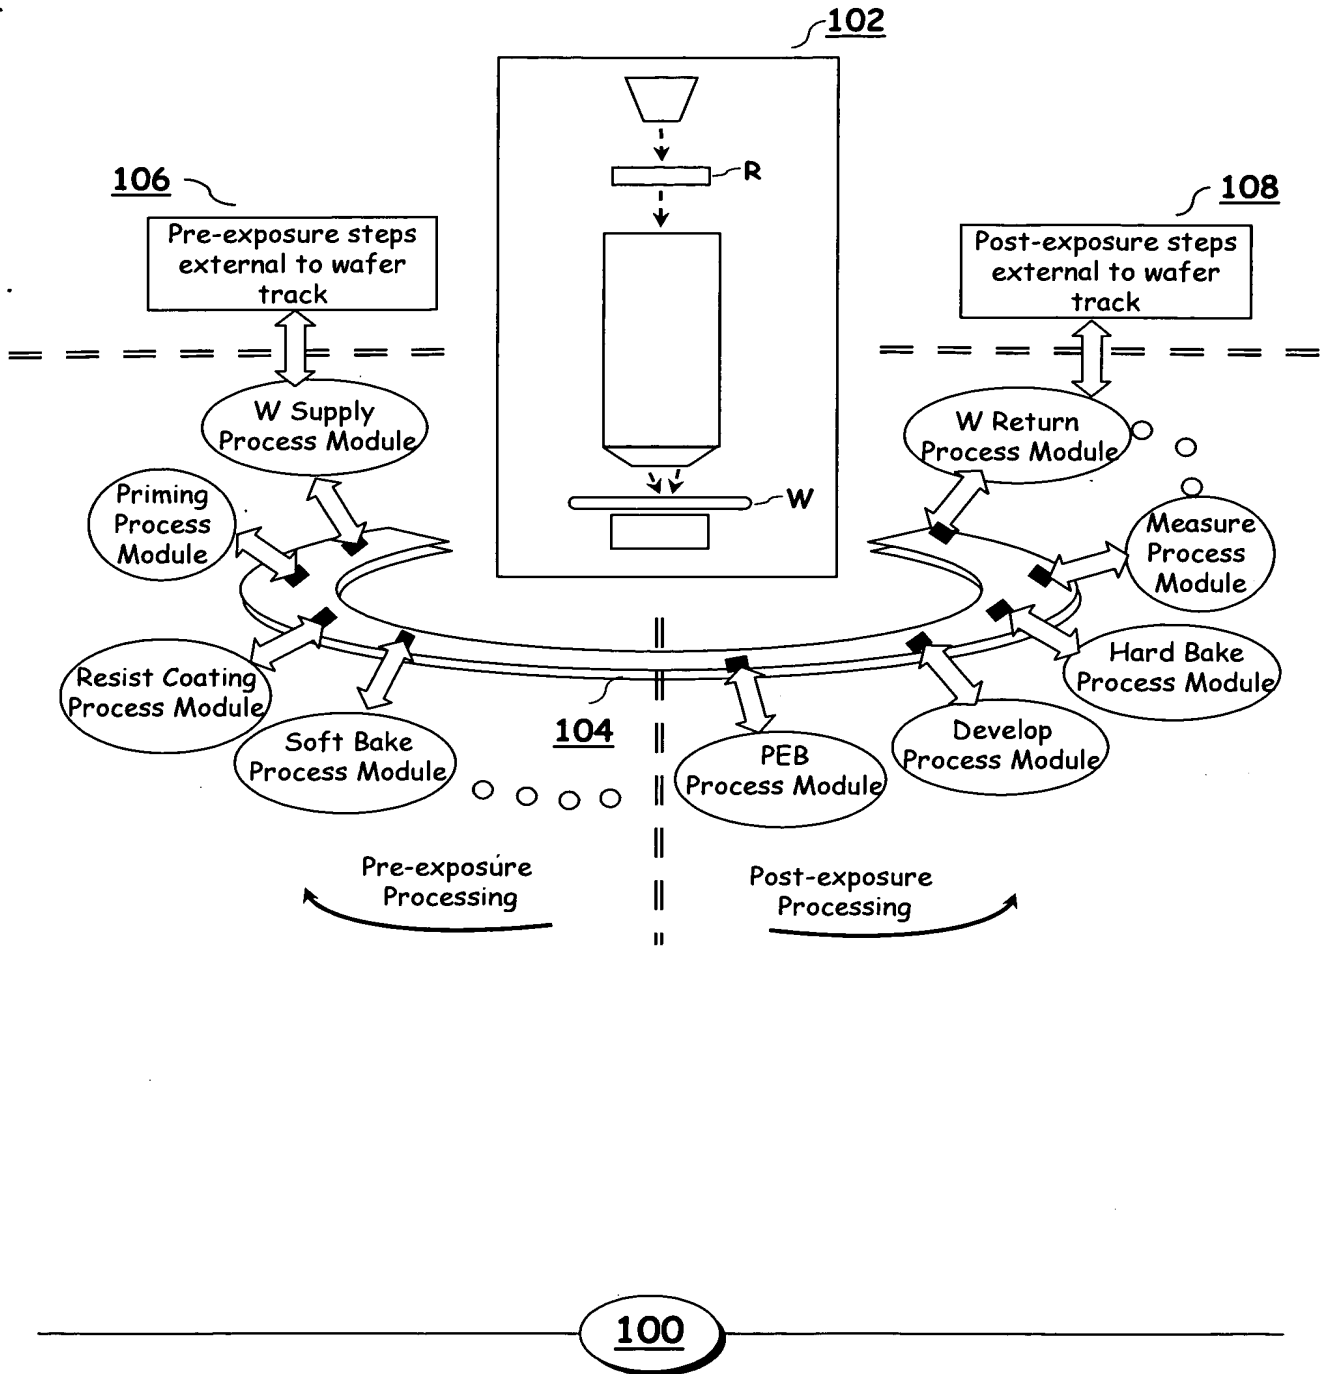 102
R
106
108
Pre-exposure steps
external to wafer
track
Post-exposure steps
external to wafer
track
W Supply
Process Module
W Return
Process Module
Priming
Process
Module
W
Measure
Process
Module
Resist Coating
Process Module
Hard Bake
Process Module
Soft Bake
Process Module
104
PEB
Process Module
Develop
Process Module
Pre-exposure
Processing
Post-exposure
Processing
100